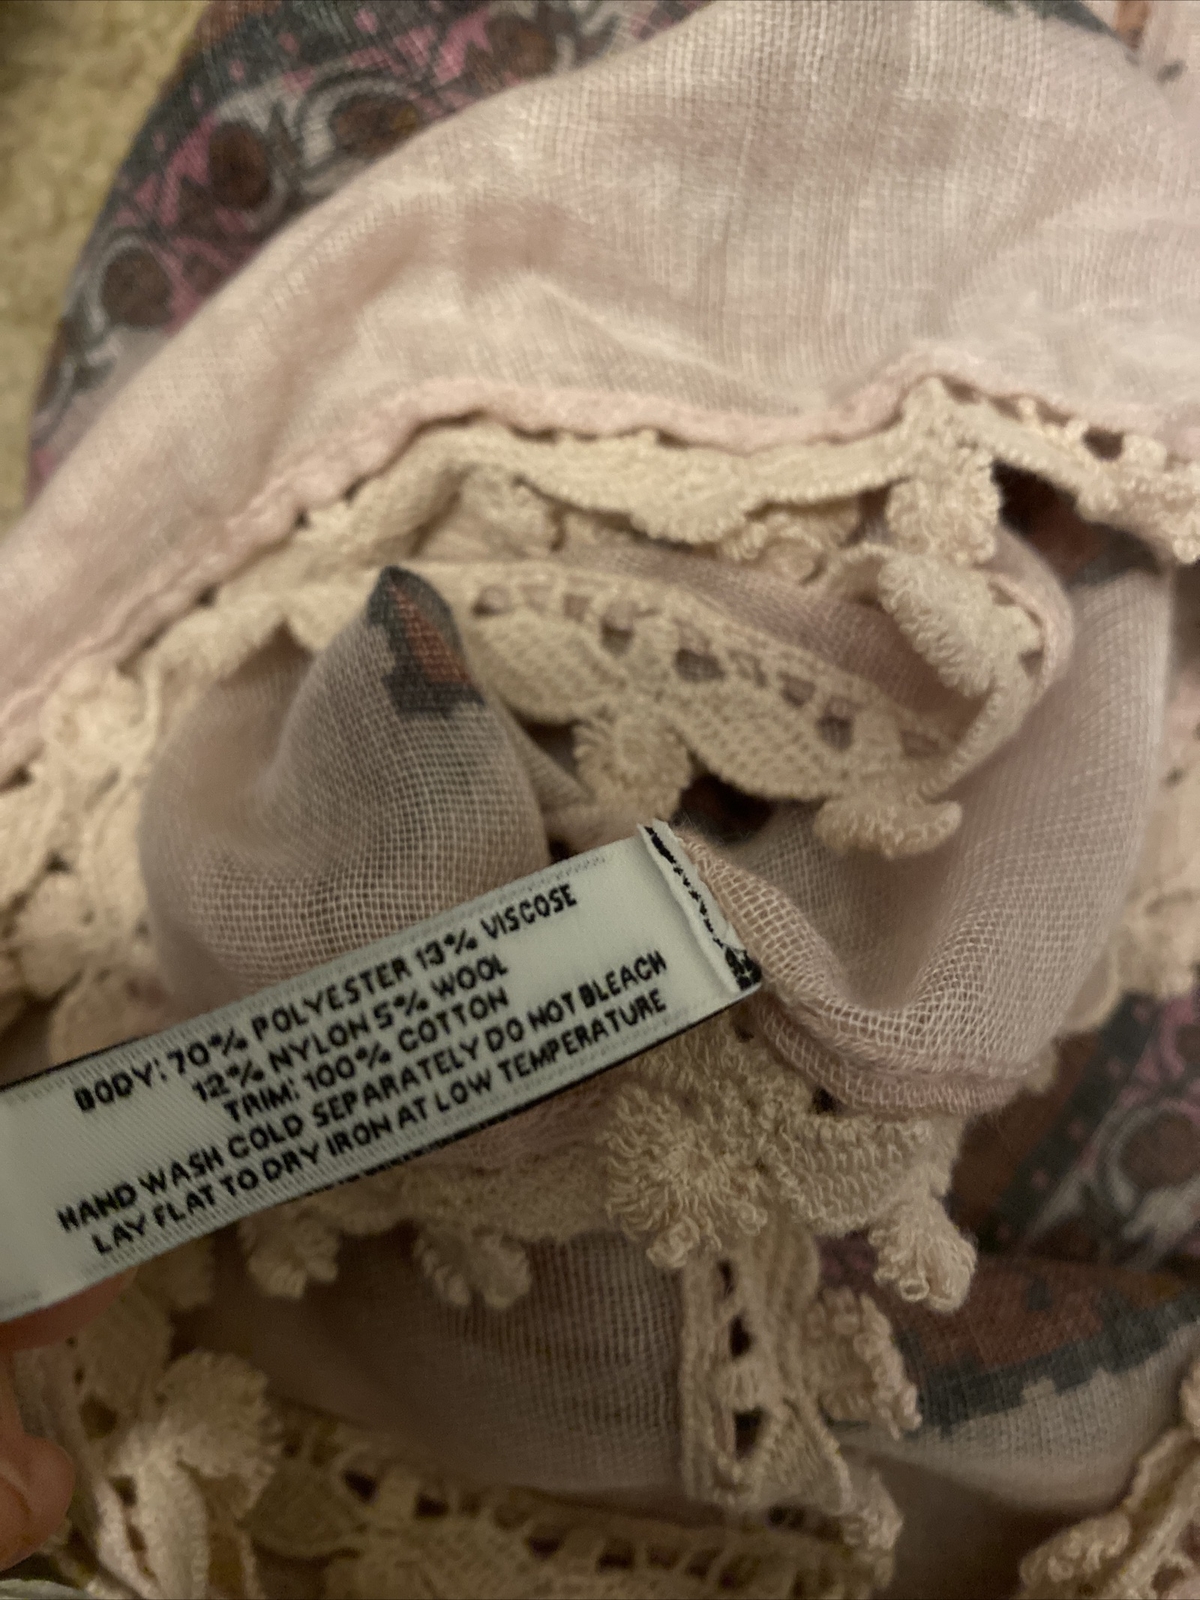 BODY: 70% POLYESTER 13% VISCOSE
12% NYLON 5% WOOL
TRIM: 100% COTTON
HAND WASH COLD SEPARATELY DO NOT BLEACH
LAY FLAT TO DRY IRON AT LOW TEMPERATURE